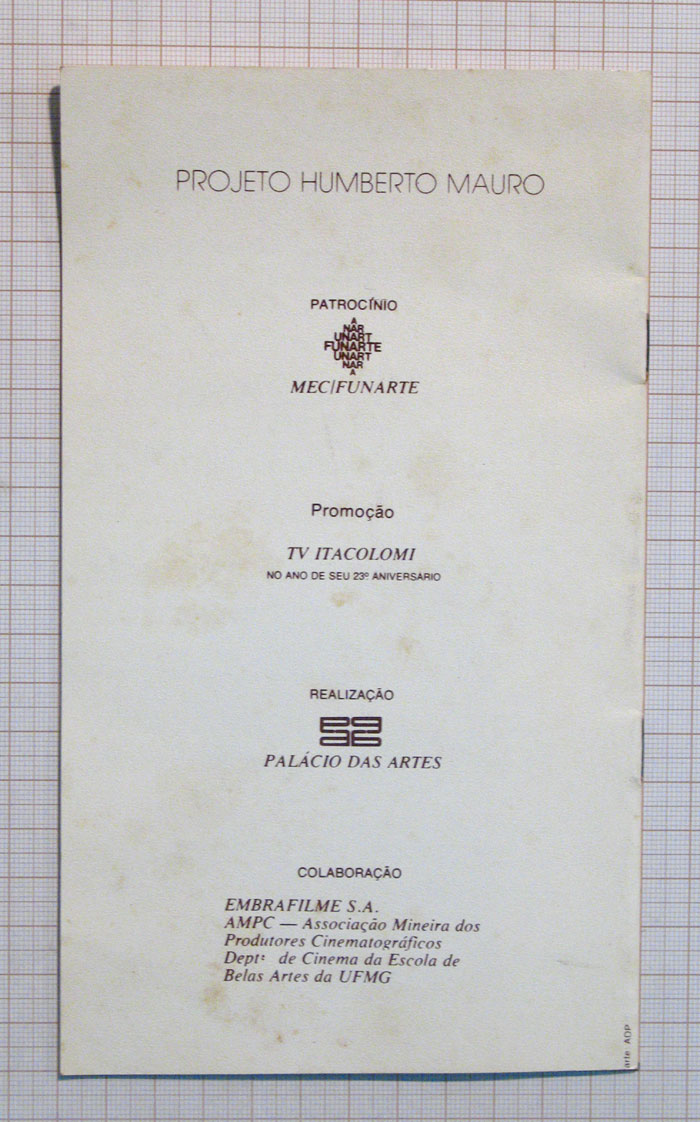 PROJETO HUMBERTO MAURO
PATROCÍNIO
A
NAR
UNART
FUNARTE
UNART
NAR
A
MEC/FUNARTE
Promoção
TV ITACOLOMI
NO ANO DE SEU 23º ANIVERSÁRIO
REALIZAÇÃO
PALÁCIO DAS ARTES
COLABORAÇÃO
EMBRAFILME S.A.
AMPC — Associação Mineira dos
Produtores Cinematográficos
Deptº de Cinema da Escola de
Belas Artes da UFMG
arte: ADP